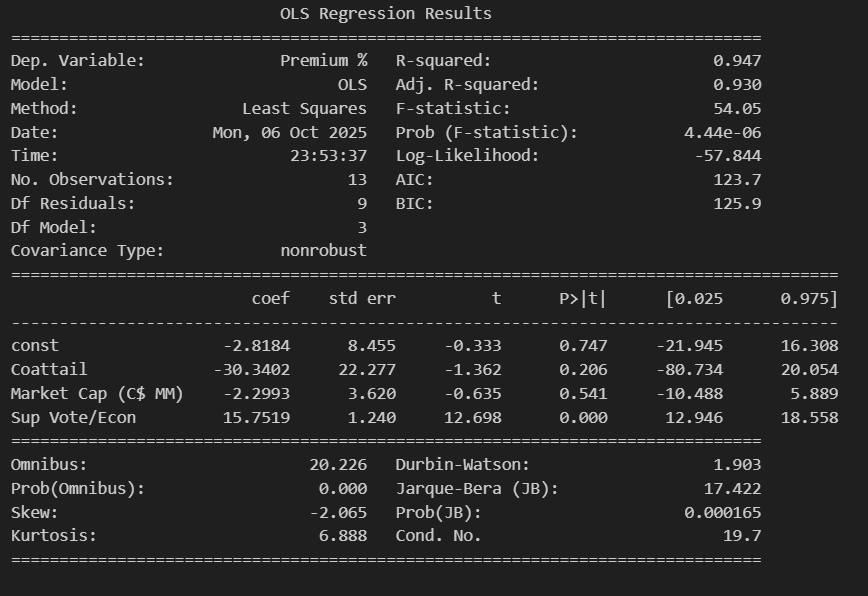 OLS Regression Results
==============================================================================
Dep. Variable:              Premium %   R-squared:                       0.947
Model:                            OLS   Adj. R-squared:                  0.930
Method:                 Least Squares   F-statistic:                     54.05
Date:                Mon, 06 Oct 2025   Prob (F-statistic):           4.44e-06
Time:                        23:53:37   Log-Likelihood:                -57.844
No. Observations:                  13   AIC:                             123.7
Df Residuals:                       9   BIC:                             125.9
Df Model:                           3
Covariance Type:            nonrobust
======================================================================================
                         coef    std err          t      P>|t|      [0.025      0.975]
--------------------------------------------------------------------------------------
const                 -2.8184      8.455     -0.333      0.747     -21.945      16.308
Coattail             -30.3402     22.277     -1.362      0.206     -80.734      20.054
Market Cap (C$ MM)    -2.2993      3.620     -0.635      0.541     -10.488       5.889
Sup Vote/Econ         15.7519      1.240     12.698      0.000      12.946      18.558
==============================================================================
Omnibus:                       20.226   Durbin-Watson:                   1.903
Prob(Omnibus):                  0.000   Jarque-Bera (JB):               17.422
Skew:                          -2.065   Prob(JB):                     0.000165
Kurtosis:                       6.888   Cond. No.                         19.7
==============================================================================